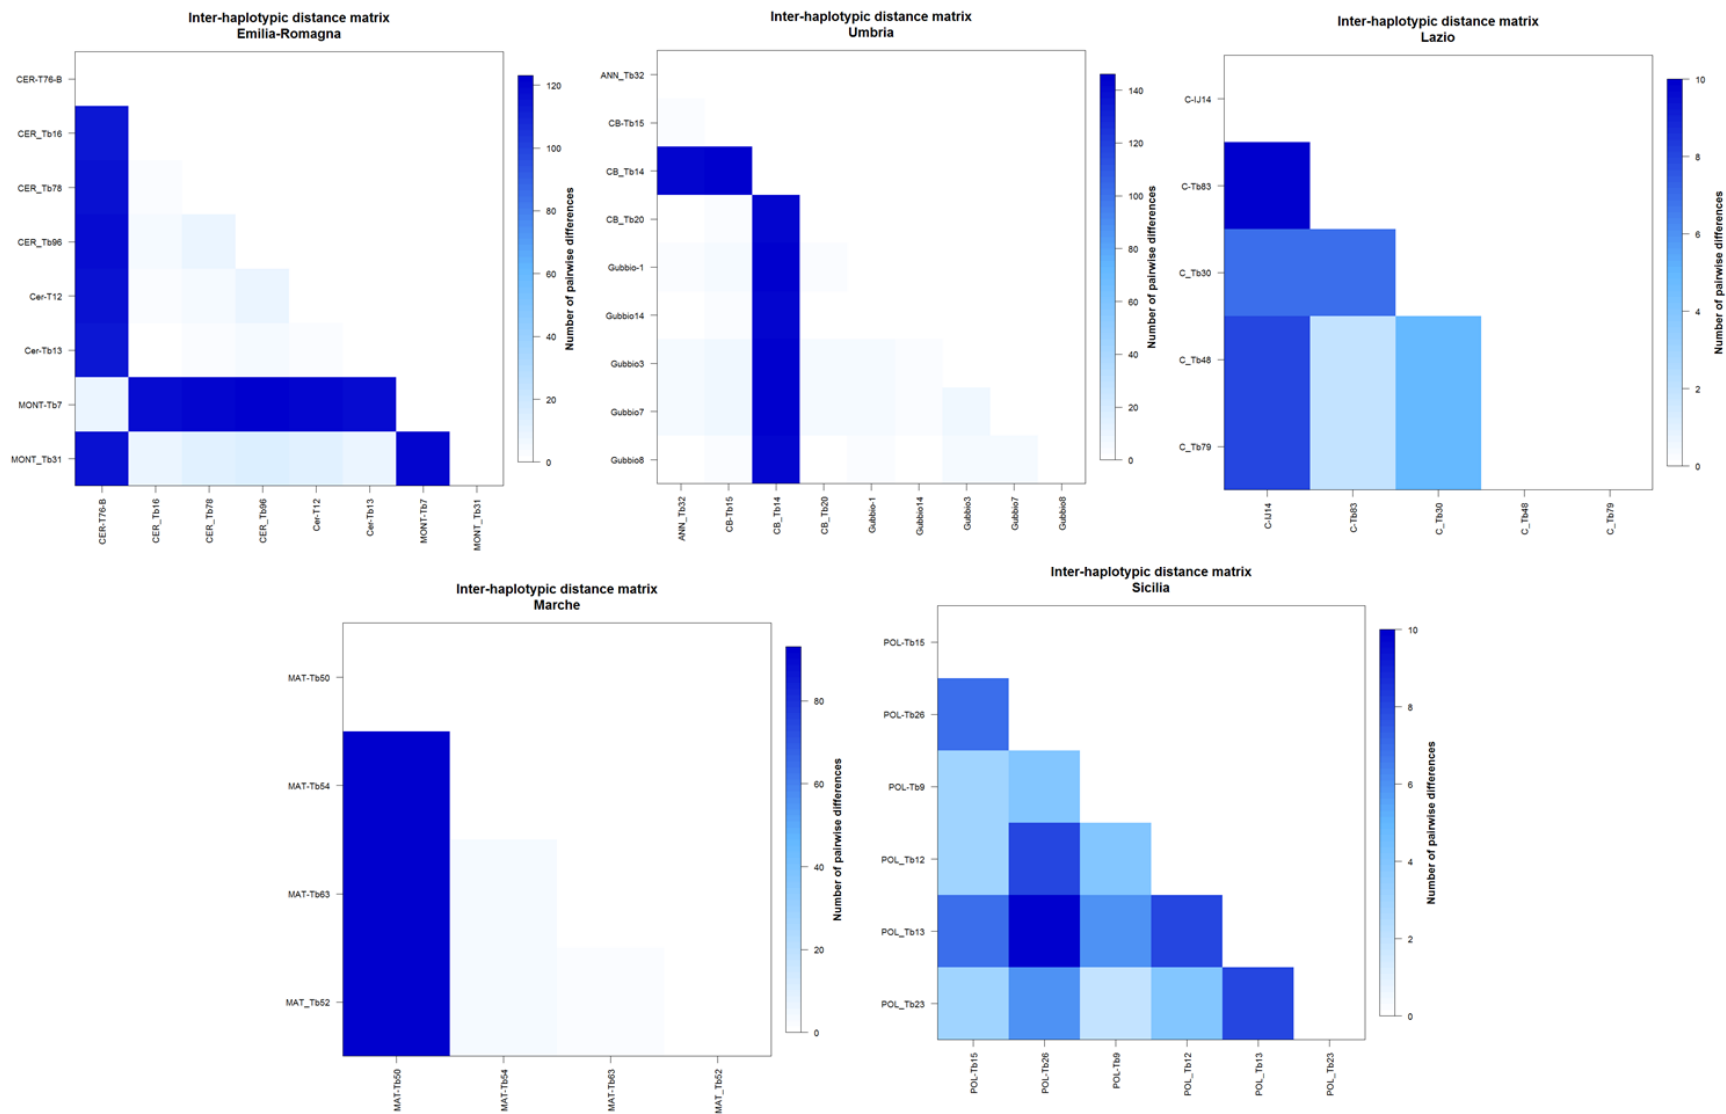 Inter-haplotypic distance matrix
Emilia-Romagna
CER-T76-B
CER_Tb16
CER_Tb78
CER_Tb96
Cer-T12
Cer-Tb13
MONT-Tb7
MONT_Tb31
CER-T76-B
CER_Tb16
CER_Tb78
CER_Tb96
Cer-T12
Cer-Tb13
MONT-Tb7
MONT_Tb31
120
100
80
60
40
20
0
Number of pairwise differences
Inter-haplotypic distance matrix
Umbria
ANN_Tb32
CB-Tb15
CB_Tb14
CB_Tb20
Gubbio-1
Gubbio14
Gubbio3
Gubbio7
Gubbio8
ANN_Tb32
CB-Tb15
CB_Tb14
CB_Tb20
Gubbio-1
Gubbio14
Gubbio3
Gubbio7
Gubbio8
140
120
100
80
60
40
20
0
Number of pairwise differences
Inter-haplotypic distance matrix
Lazio
C-IJ14
C-Tb83
C_Tb30
C_Tb48
C_Tb79
C-IJ14
C-Tb83
C_Tb30
C_Tb48
C_Tb79
10
8
6
4
2
0
Number of pairwise differences
Inter-haplotypic distance matrix
Marche
MAT-Tb50
MAT-Tb54
MAT-Tb63
MAT_Tb52
MAT-Tb50
MAT-Tb54
MAT-Tb63
MAT_Tb52
80
60
40
20
0
Number of pairwise differences
Inter-haplotypic distance matrix
Sicilia
POL-Tb15
POL-Tb26
POL-Tb9
POL_Tb12
POL_Tb13
POL_Tb23
POL-Tb15
POL-Tb26
POL-Tb9
POL_Tb12
POL_Tb13
POL_Tb23
10
8
6
4
2
0
Number of pairwise differences